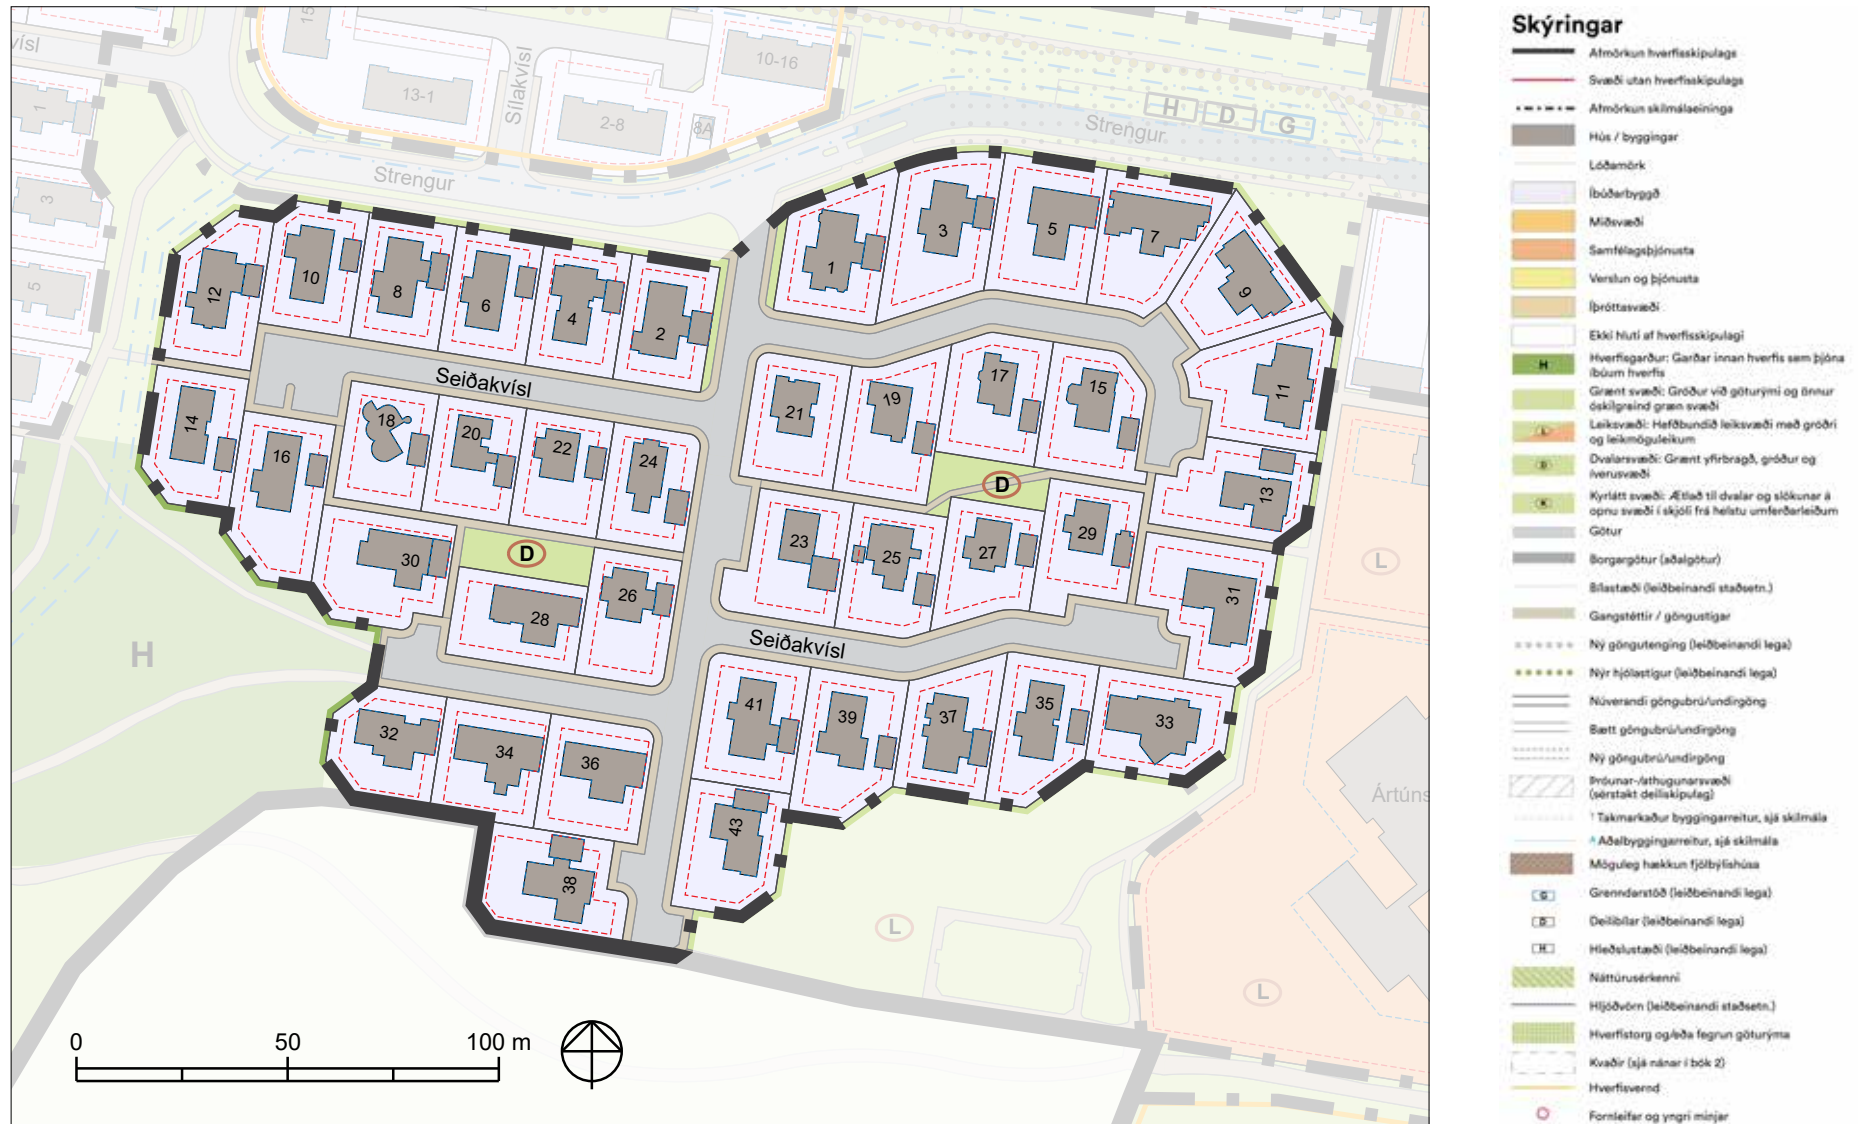 vísl
15
13-1
Sílakvísl
2-8
8A
10-16
H
D
G
Strengur
Strengur
1
3
5
12
10
8
6
4
2
1
3
5
7
9
11
Seiðakvísl
14
16
18
20
22
24
21
19
17
15
13
D
D
30
28
26
23
25
27
29
31
Seiðakvísl
H
L
32
34
36
38
41
39
37
35
33
43
Ártúns
L
L
0
50
100 m
Skýringar
Afmörkun hverfisskipulags
Svæði utan hverfisskipulags
Afmörkun skilmálaeininga
Hús / byggingar
Lóðamörk
Íbúðarbyggð
Miðsvæði
Samfélagsþjónusta
Verslun og þjónusta
Íþróttasvæði
Ekki hluti af hverfisskipulagi
H
Hverfisgarður: Garðar innan hverfis sem þjóna
íbúum hverfis
Grænt svæði: Gróður við göturými og önnur
óskilgreind græn svæði
L
Leiksvæði: Hefðbundið leiksvæði með gróðri
og leikmöguleikum
D
Dvalarsvæði: Grænt yfirbragð, gróður og
íverusvæði
K
Kyrlátt svæði: Ætlað til dvalar og slökunar á
opnu svæði í skjóli frá helstu umferðarleiðum
Götur
Borgargötur (aðalgötur)
Bílastæði (leiðbeinandi staðsetn.)
Gangstéttir / göngustígar
Ný göngutenging (leiðbeinandi lega)
Nýr hjólastígur (leiðbeinandi lega)
Núverandi göngubrú/undirgöng
Bætt göngubrú/undirgöng
Ný göngubrú/undirgöng
Þróunar-/athugunarsvæði
(sérstakt deiliskipulag)
Takmarkaður byggingarreitur, sjá skilmála
Aðalbyggingarreitur, sjá skilmála
Möguleg hækkun fjölbýlishúsa
G
Grenndarstöð (leiðbeinandi lega)
D
Deilibílar (leiðbeinandi lega)
H
Hleðslustæði (leiðbeinandi lega)
Náttúrusérkenni
Hljóðvörn (leiðbeinandi staðsetn.)
Hverfistorg og/eða fegrun göturýma
Kvaðir (sjá nánar í bók 2)
Hverfisvernd
Fornleifar og yngri minjar